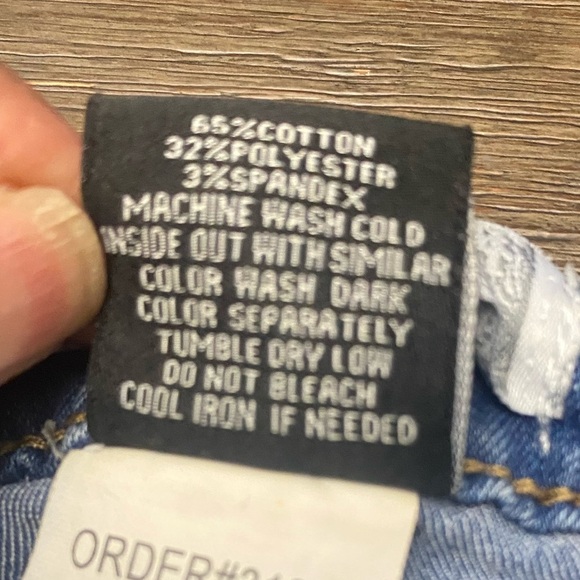 65%COTTON
32%POLYESTER
3%SPANDEX
MACHINE WASH COLD
INSIDE OUT WITH SIMILAR
COLOR WASH DARK
COLOR SEPARATELY
TUMBLE DRY LOW
DO NOT BLEACH
COOL IRON IF NEEDED
ORDER#